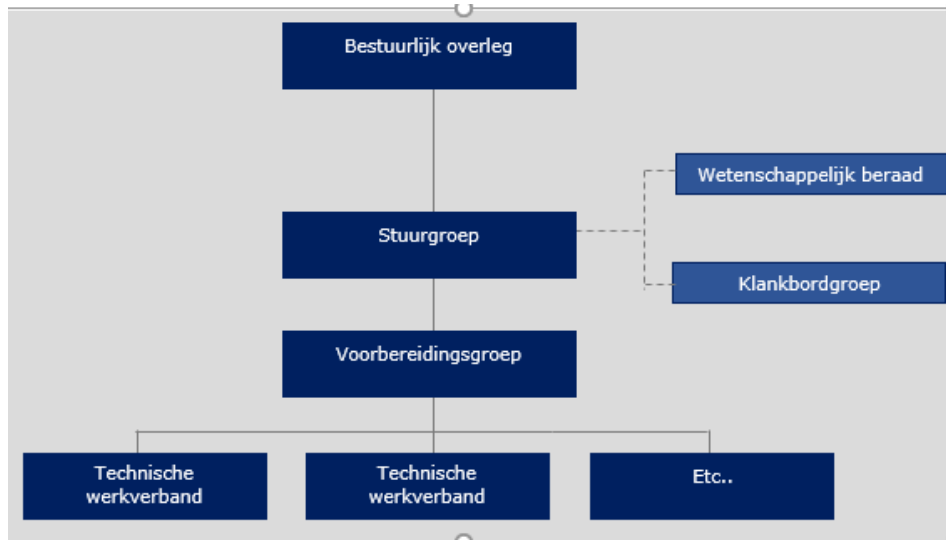 Bestuurlijk overleg
Wetenschappelijk beraad
Stuurgroep
Klankbordgroep
Voorbereidingsgroep
Technische
werkverband
Technische
werkverband
Etc..